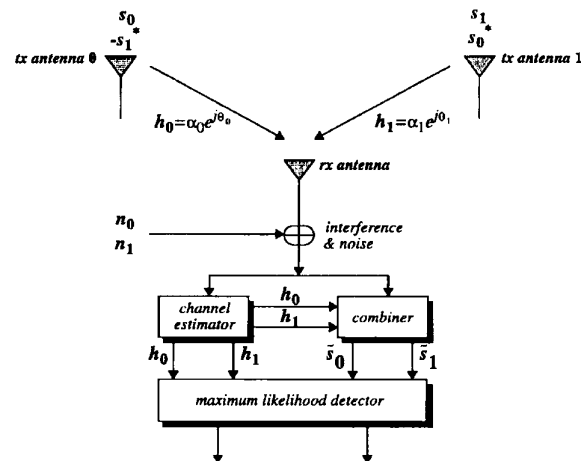 s₀ s₁
-s₁* s₀*
tx antenna 0 tx antenna 1
h₀=α₀e^{jθ₀} h₁=α₁e^{jθ₁}
rx antenna
n₀
n₁
interference
& noise
channel
estimator
h₀
h₁
combiner
h₀ h₁ s̃₀ s̃₁
maximum likelihood detector